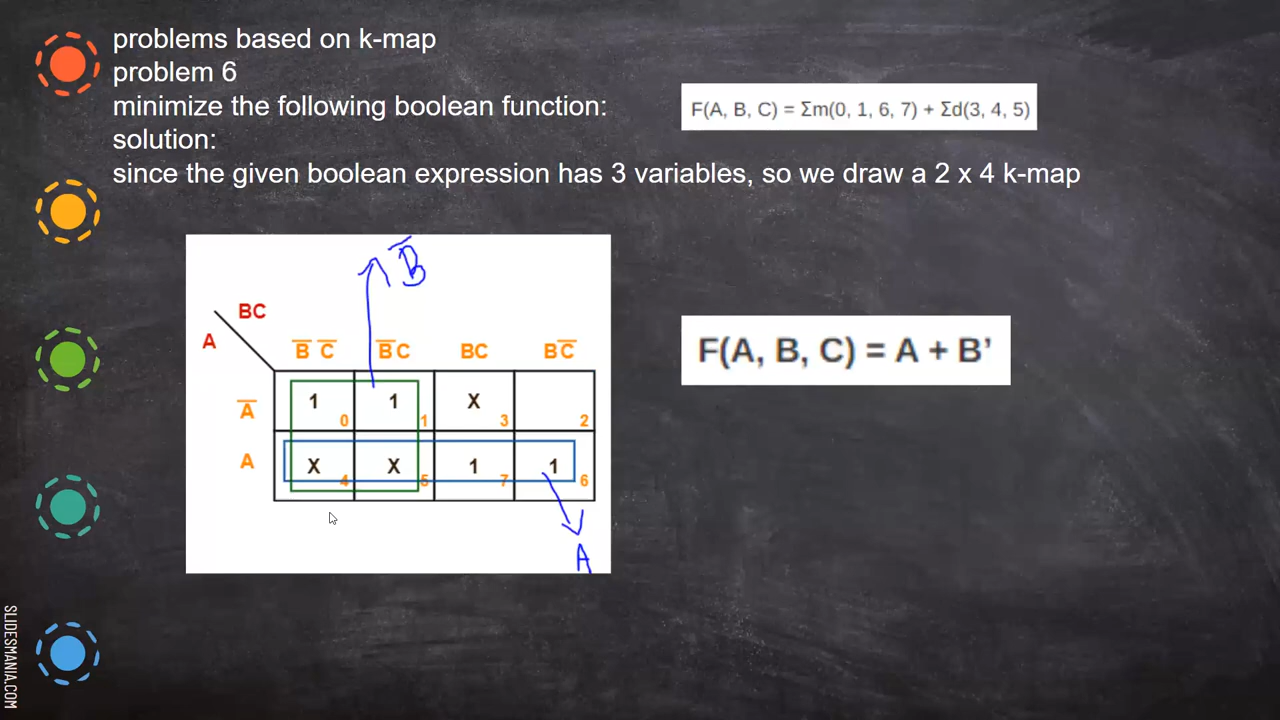 problems based on k-map
problem 6
minimize the following boolean function:
F(A, B, C) = Σm(0, 1, 6, 7) + Σd(3, 4, 5)
solution:
since the given boolean expression has 3 variables, so we draw a 2 x 4 k-map
B̅
BC
A
B̅ C̅ B̅ C BC B C̅
A̅ 1 0 1 1 X 3 2
A X 4 X 5 1 7 1 6
A
F(A, B, C) = A + B’
SLIDESMANIA.COM